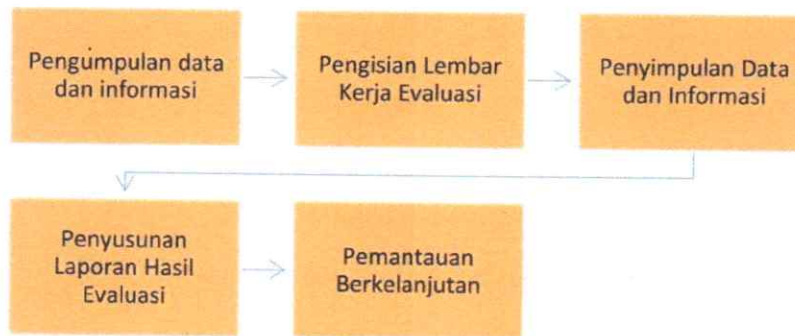 Pengumpulan data
dan informasi
Pengisian Lembar
Kerja Evaluasi
Penyimpulan Data
dan Informasi
Penyusunan
Laporan Hasil
Evaluasi
Pemantauan
Berkelanjutan